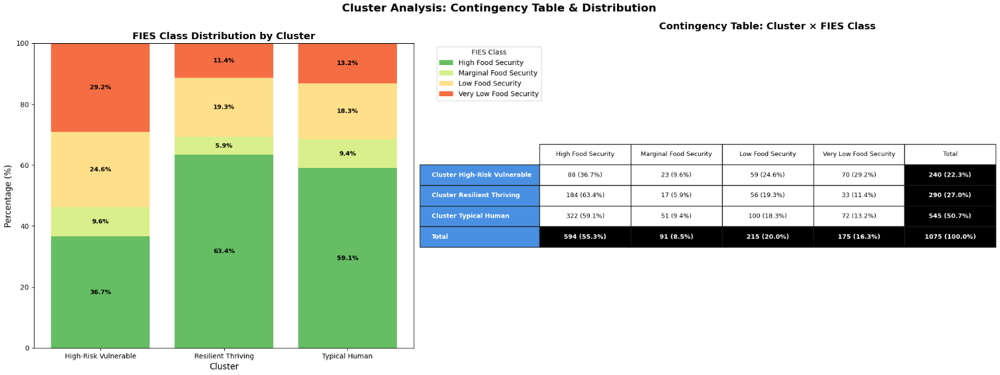 Cluster Analysis: Contingency Table & Distribution
FIES Class Distribution by Cluster
100
80
60
40
20
0
Percentage (%)
29.2%
24.6%
9.6%
36.7%
11.4%
19.3%
5.9%
63.4%
13.2%
18.3%
9.4%
59.1%
High-Risk Vulnerable
Resilient Thriving
Typical Human
Cluster
FIES Class
High Food Security
Marginal Food Security
Low Food Security
Very Low Food Security
Contingency Table: Cluster × FIES Class
High Food Security Marginal Food Security Low Food Security Very Low Food Security Total
Cluster High-Risk Vulnerable 88 (36.7%) 23 (9.6%) 59 (24.6%) 70 (29.2%) 240 (22.3%)
Cluster Resilient Thriving 184 (63.4%) 17 (5.9%) 56 (19.3%) 33 (11.4%) 290 (27.0%)
Cluster Typical Human 322 (59.1%) 51 (9.4%) 100 (18.3%) 72 (13.2%) 545 (50.7%)
Total 594 (55.3%) 91 (8.5%) 215 (20.0%) 175 (16.3%) 1075 (100.0%)